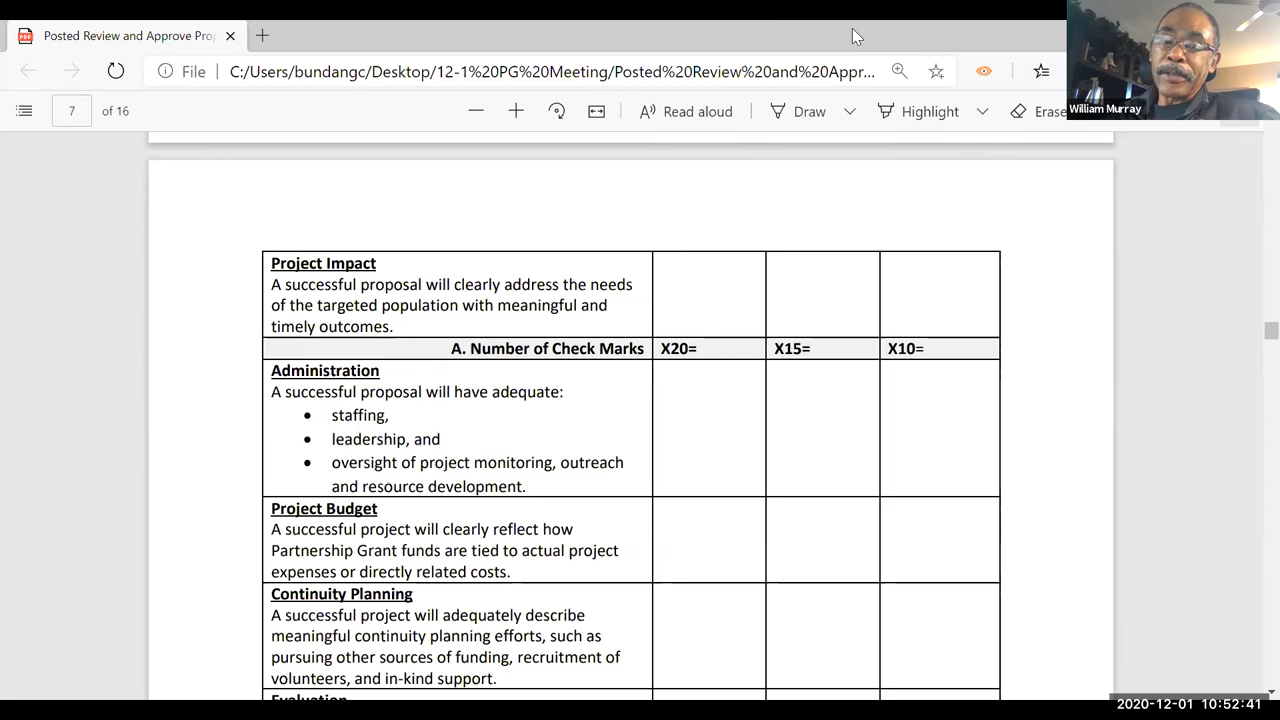 Posted Review and Approve Pro
File C:/Users/bundangc/Desktop/12-1%20PG%20Meeting/Posted%20Review%20and%20Appr...
William Murray
7 of 16
Read aloud
Draw
Highlight
Erase
Project Impact
A successful proposal will clearly address the needs
of the targeted population with meaningful and
timely outcomes.
A. Number of Check Marks X20= X15= X10=
Administration
A successful proposal will have adequate:
• staffing,
• leadership, and
• oversight of project monitoring, outreach
and resource development.
Project Budget
A successful project will clearly reflect how
Partnership Grant funds are tied to actual project
expenses or directly related costs.
Continuity Planning
A successful project will adequately describe
meaningful continuity planning efforts, such as
pursuing other sources of funding, recruitment of
volunteers, and in-kind support.
Evaluation
2020-12-01 10:52:41